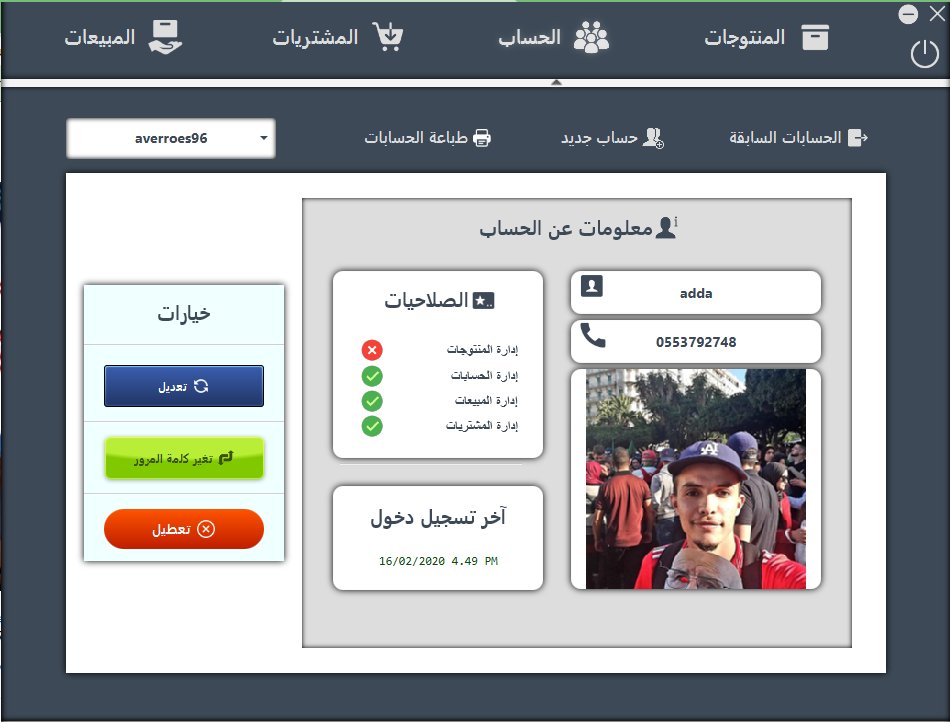 المنتوجات
الحساب
المشتريات
المبيعات
الحسابات السابقة
حساب جديد
طباعة الحسابات
averroes96
معلومات عن الحساب
adda
0553792748
الصلاحيات
إدارة المنتوجات
إدارة الحسابات
إدارة المبيعات
إدارة المشتريات
آخر تسجيل دخول
16/02/2020 4.49 PM
خيارات
تعديل
تغير كلمة المرور
تعطيل